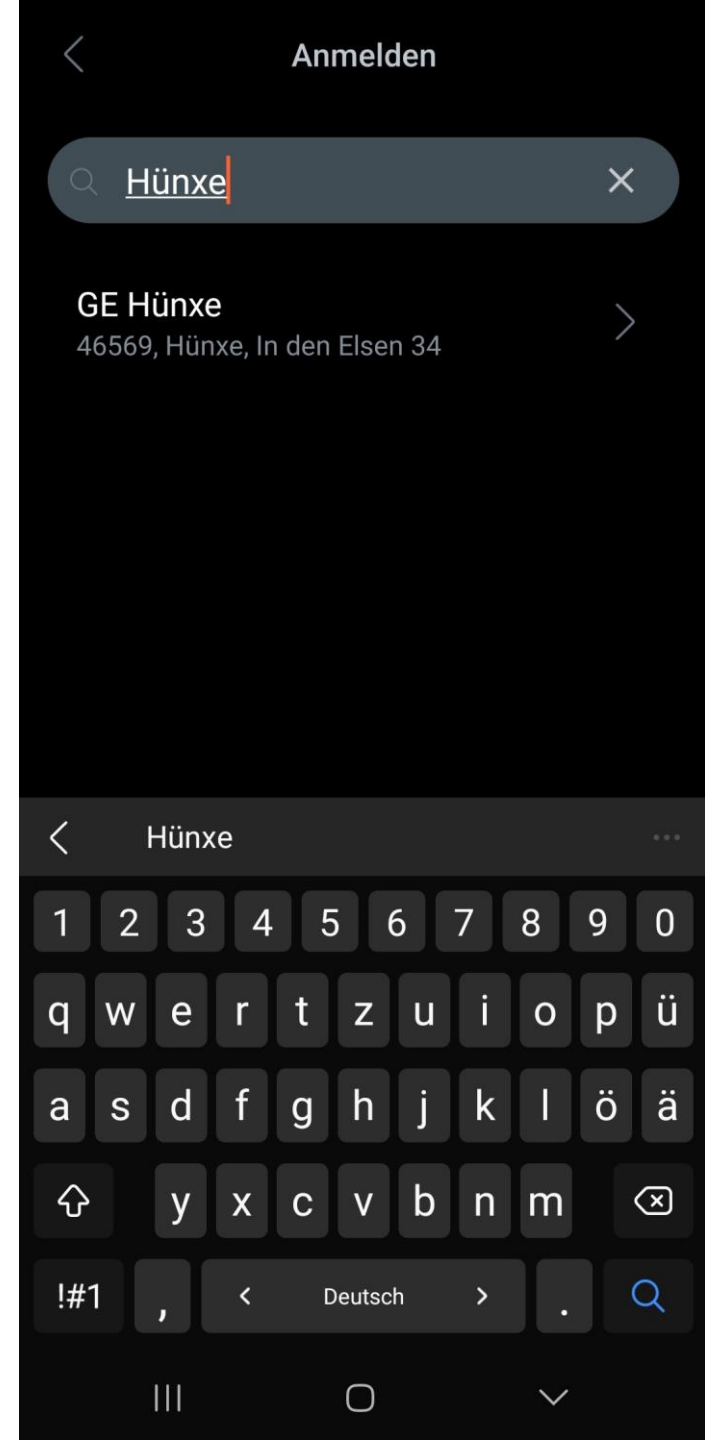 Anmelden
Hünxe
GE Hünxe
46569, Hünxe, In den Elsen 34
Hünxe
1 2 3 4 5 6 7 8 9 0
q w e r t z u i o p ü
a s d f g h j k l ö ä
y x c v b n m
!#1 , < Deutsch > .